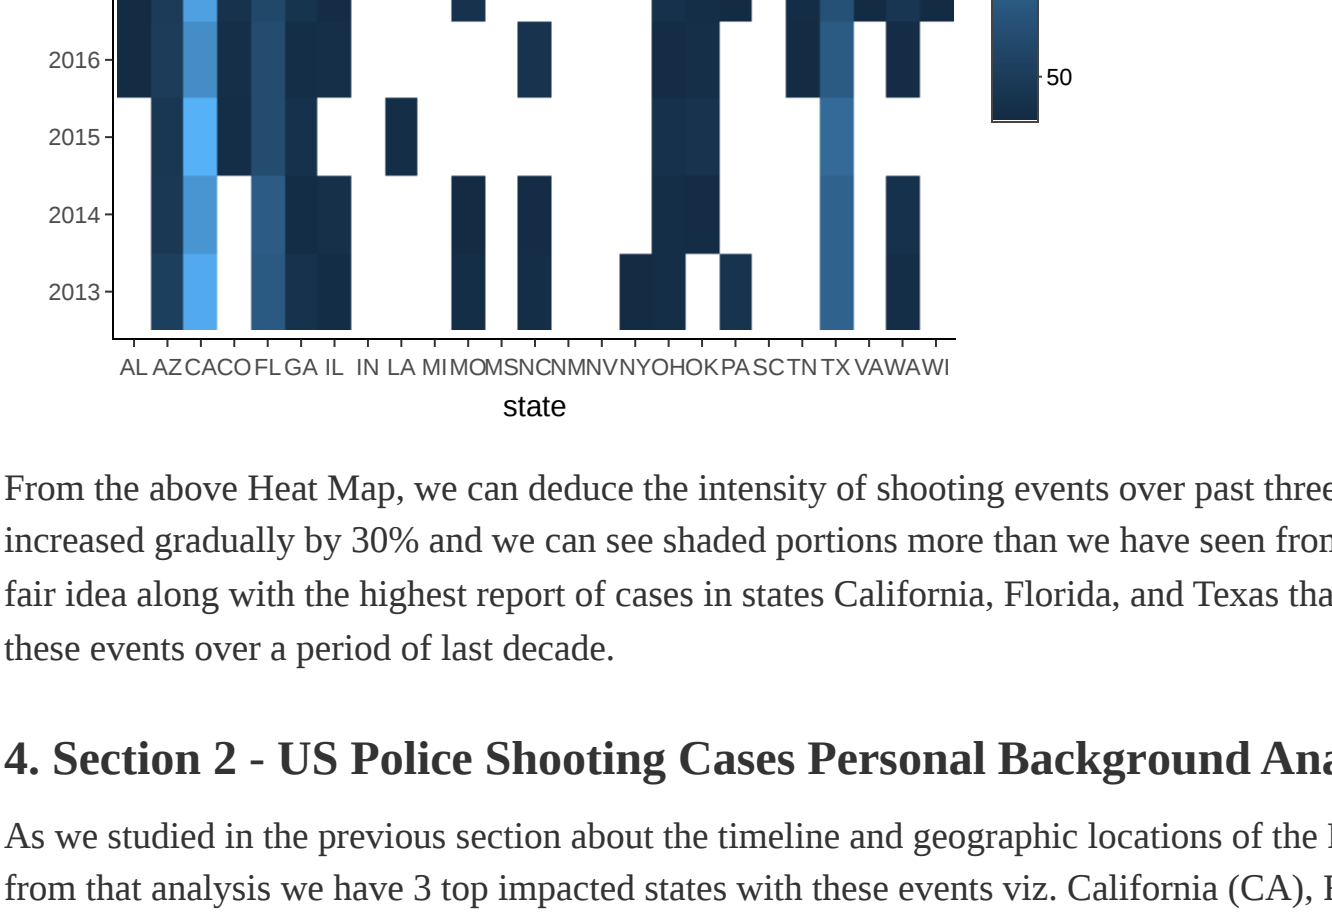 2016
50
2015
2014
2013
AL AZ CA CO FL GA IL IN LA MI MO MS NC NM NV NY OH OK PA SC TN TX VA WA WI
state
From the above Heat Map, we can deduce the intensity of shooting events over past three
increased gradually by 30% and we can see shaded portions more than we have seen
fair idea along with the highest report of cases in states California, Florida, and Texas
these events over a period of last decade.
4. Section 2 - US Police Shooting Cases Personal Background
As we studied in the previous section about the timeline and geographic locations of the
from that analysis we have 3 top impacted states with these events viz. California (CA),